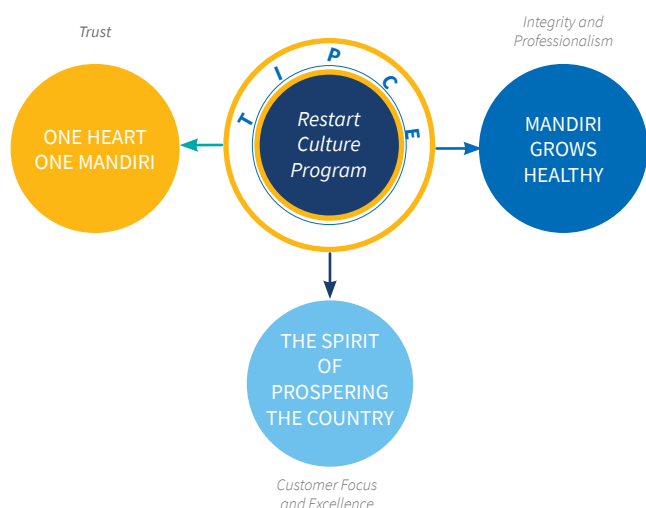 Trust
Integrity and
Professionalism
T I P C E
Restart
Culture
Program
ONE HEART
ONE MANDIRI
MANDIRI
GROWS
HEALTHY
THE SPIRIT
OF
PROSPERING
THE COUNTRY
Customer Focus
and Excellence